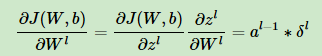 ∂J(W,b)/∂W^l = ∂J(W,b)/∂z^l ∂z^l/∂W^l = a^{l−1} * δ^l